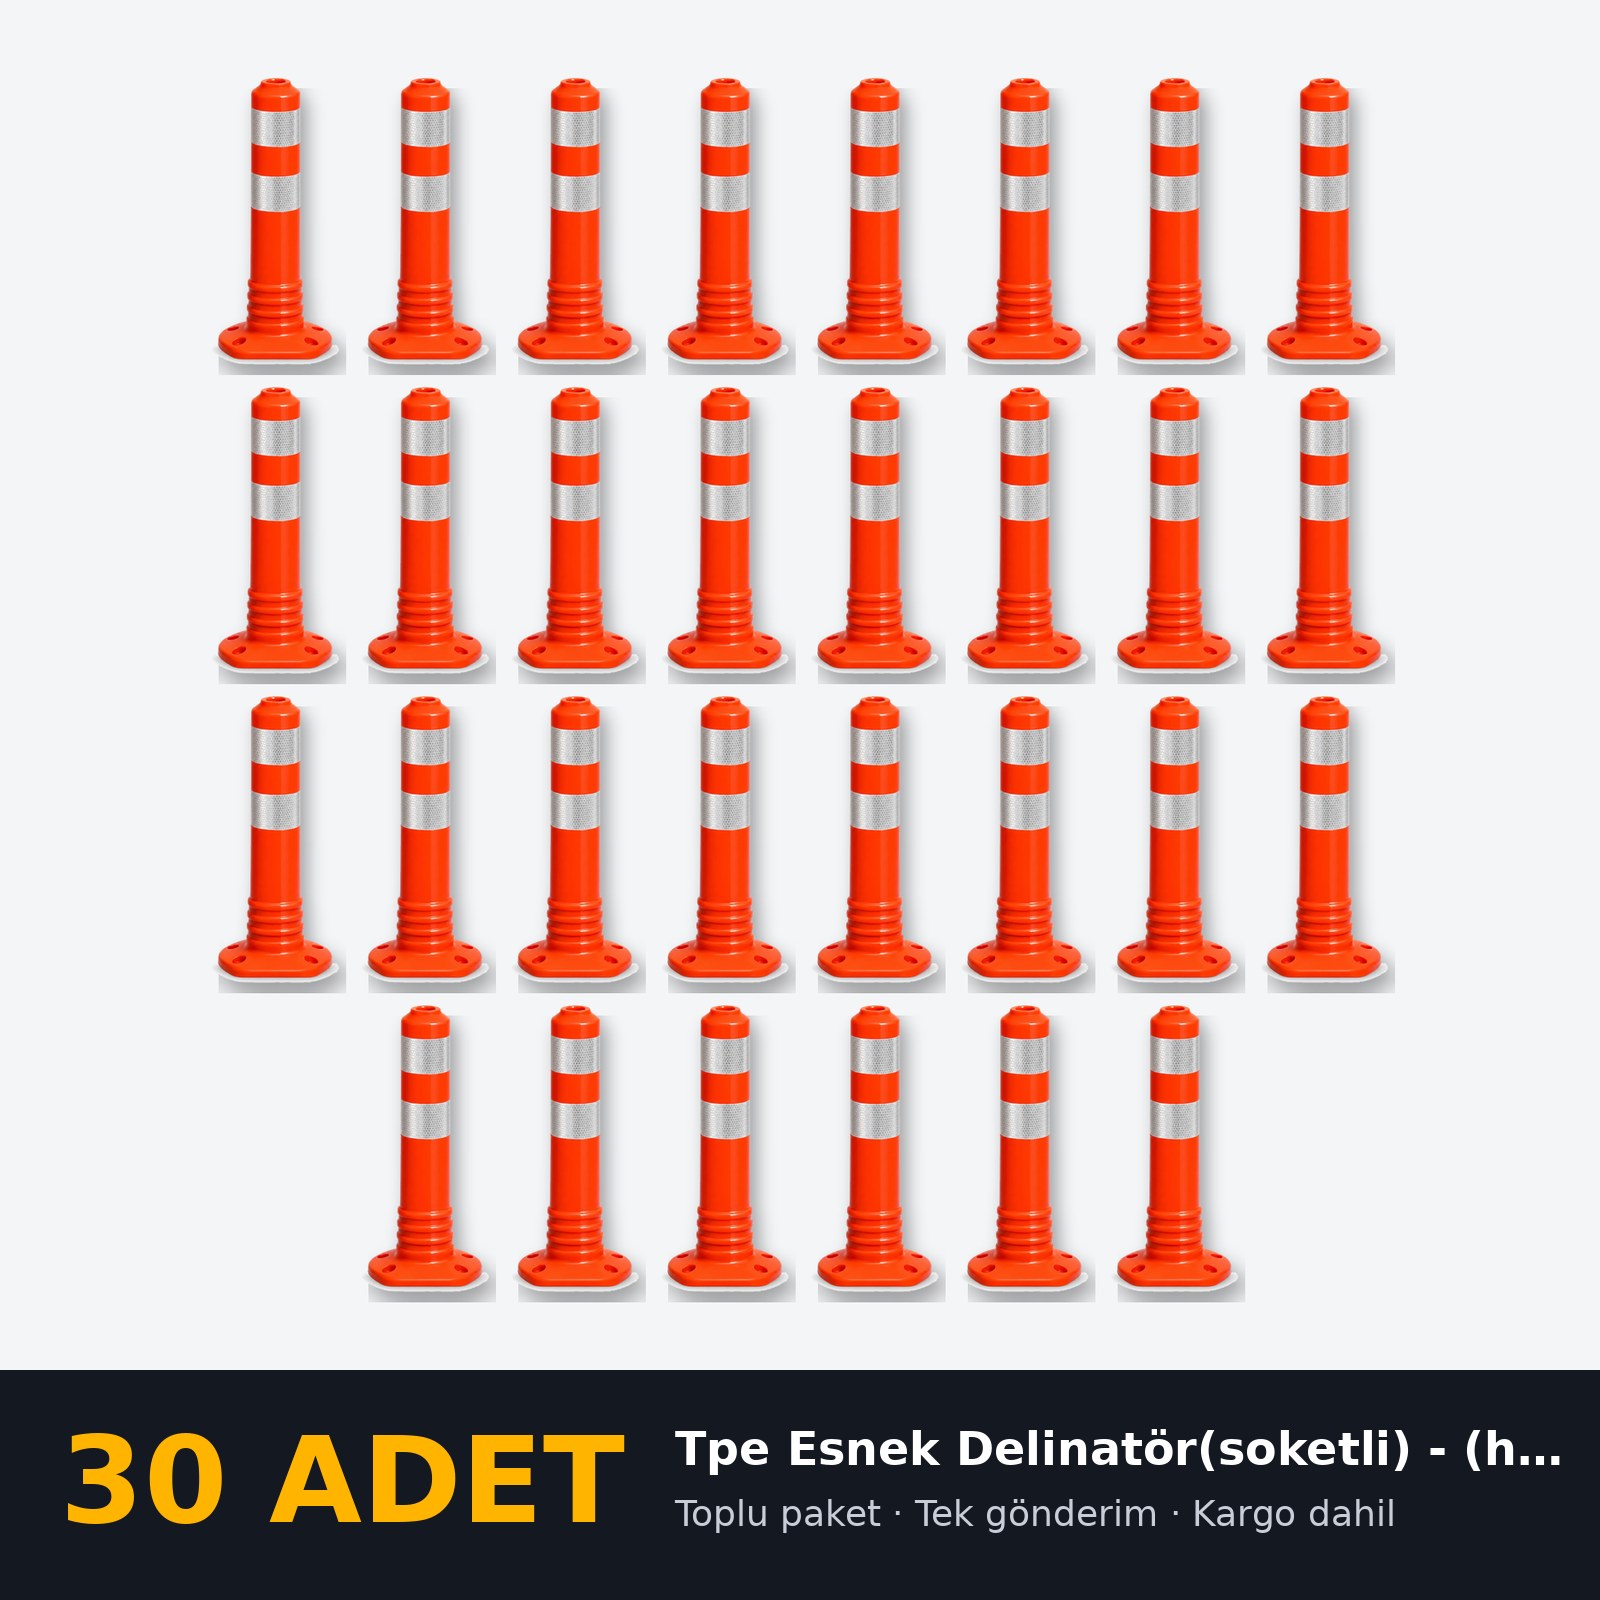 30 ADET
Tpe Esnek Delinatör(soketli) - (h...
Toplu paket · Tek gönderim · Kargo dahil